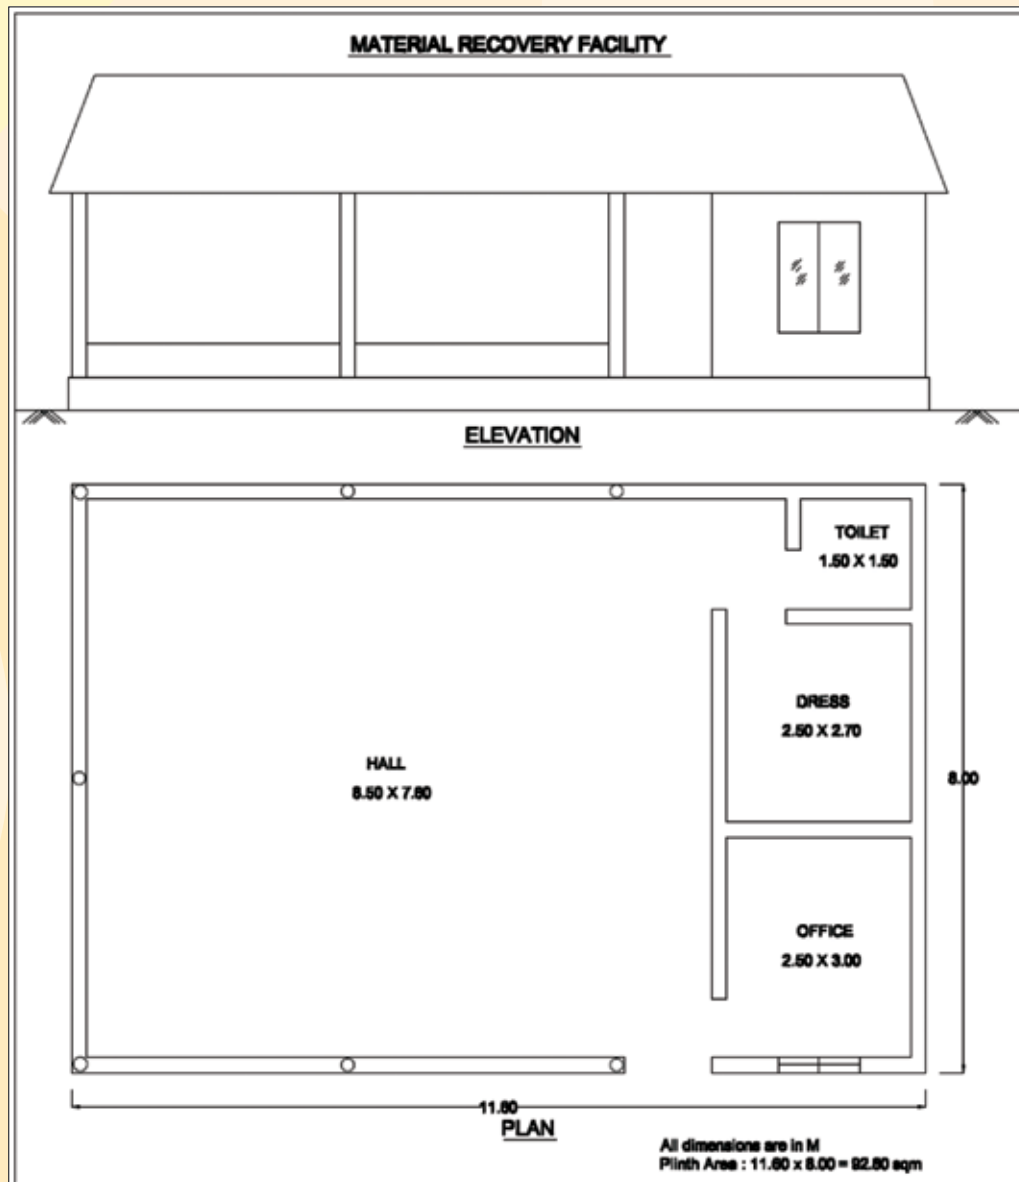 MATERIAL RECOVERY FACILITY
ELEVATION
TOILET
1.50 X 1.50
DRESS
2.50 X 2.70
HALL
8.50 X 7.60
8.00
OFFICE
2.50 X 3.00
11.60
PLAN
All dimensions are in M
Plinth Area : 11.60 x 8.00 = 92.80 sqm